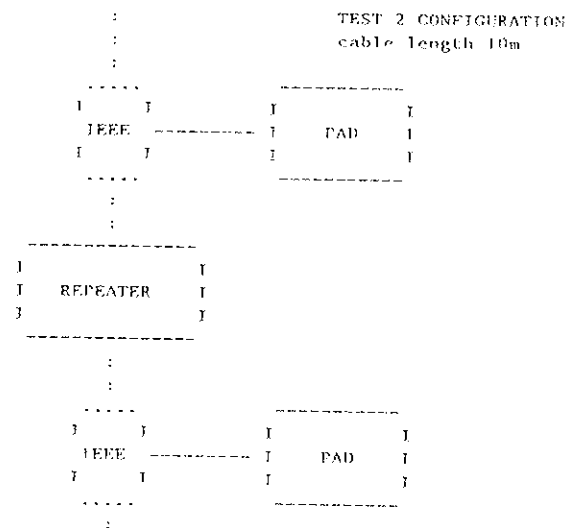 TEST 2 CONFIGURATION
cable length 10m
IEEE
PAD
REPEATER
IEEE
PAD